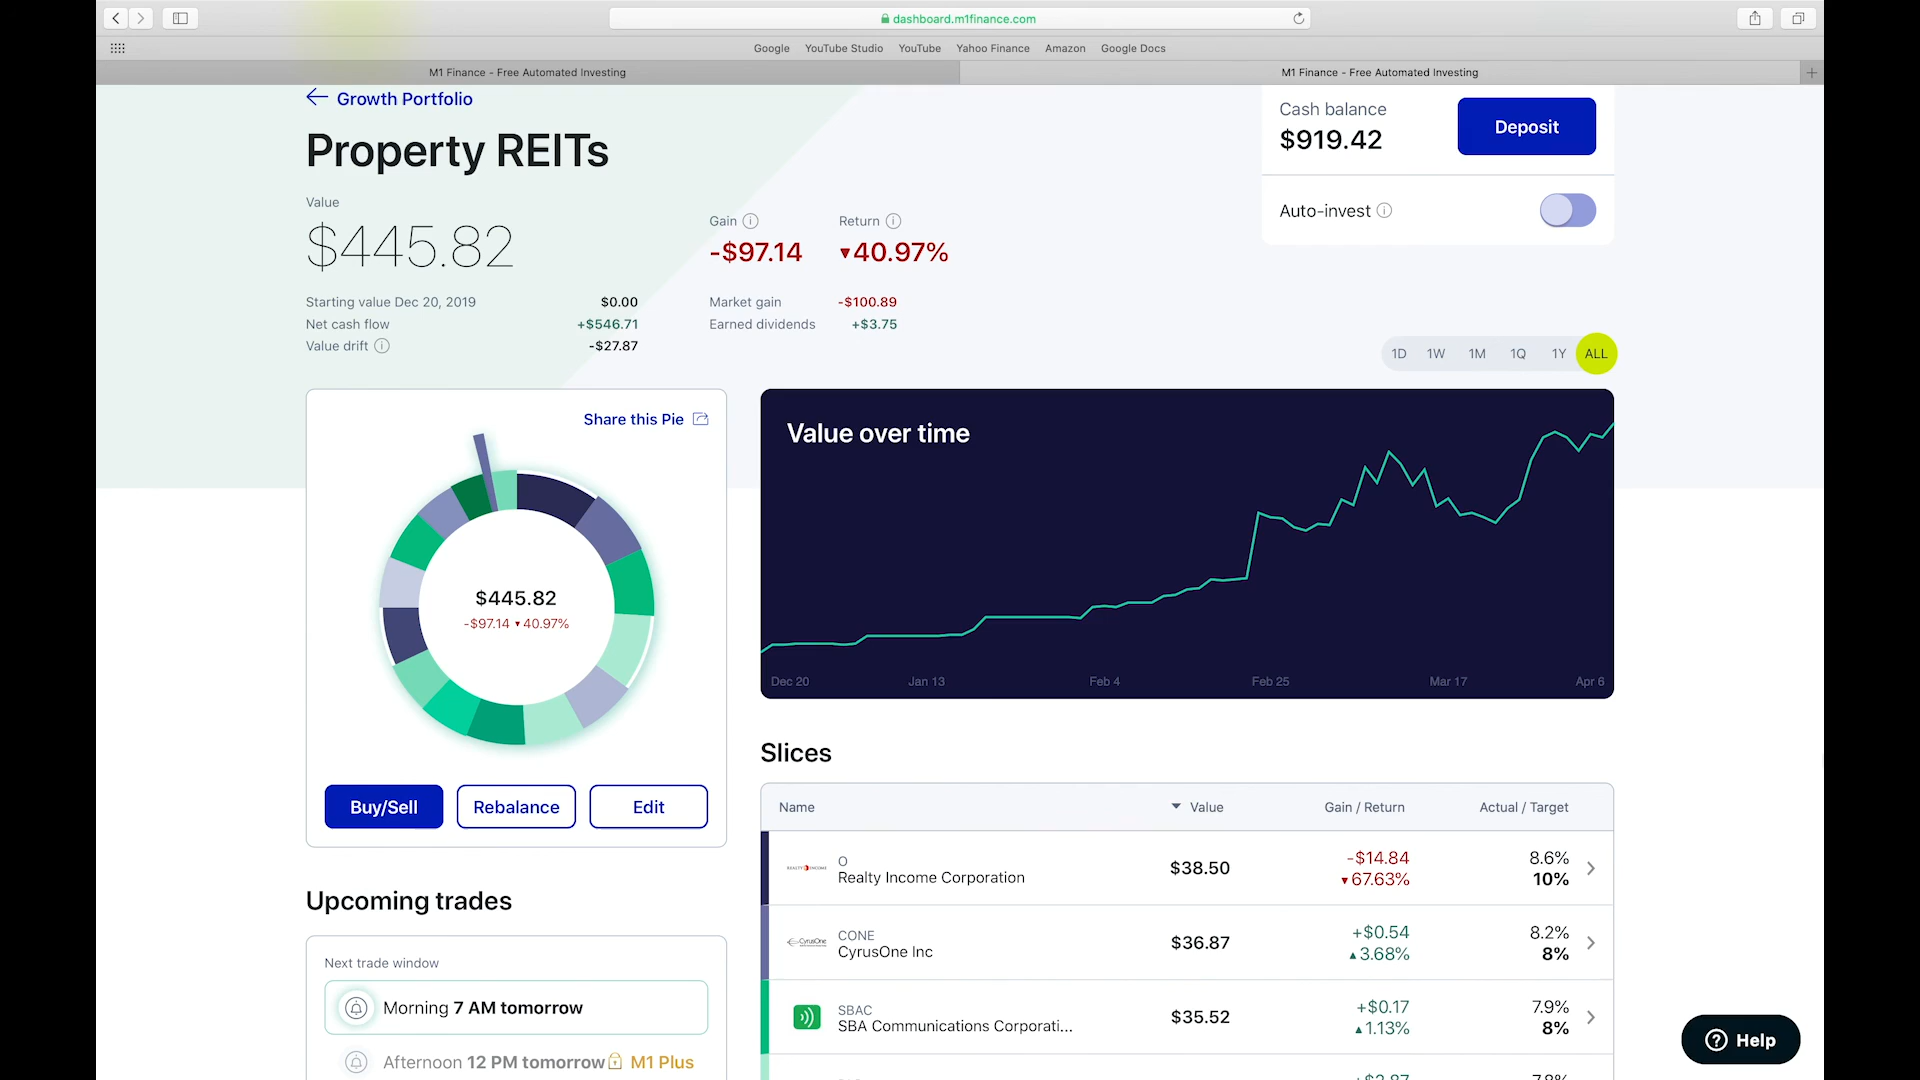 dashboard.m1finance.com
Google YouTube Studio YouTube Yahoo Finance Amazon Google Docs
M1 Finance - Free Automated Investing
M1 Finance - Free Automated Investing
Growth Portfolio
Property REITs
Value
$445.82
Gain
-$97.14
Return
▼40.97%
Starting value Dec 20, 2019 $0.00
Net cash flow +$546.71
Value drift -$27.87
Market gain -$100.89
Earned dividends +$3.75
Cash balance
$919.42
Deposit
Auto-invest
1D 1W 1M 1Q 1Y ALL
Share this Pie
$445.82
-$97.14 ▼40.97%
Buy/Sell Rebalance Edit
Value over time
Dec 20 Jan 13 Feb 4 Feb 25 Mar 17 Apr 6
Upcoming trades
Next trade window
Morning 7 AM tomorrow
Afternoon 12 PM tomorrow M1 Plus
Slices
Name ▼ Value Gain / Return Actual / Target
REALTY INCOME
O
Realty Income Corporation
$38.50
-$14.84
▼67.63%
8.6%
10%
CyrusOne
CONE
CyrusOne Inc
$36.87
+$0.54
▲3.68%
8.2%
8%
SBAC
SBA Communications Corporati...
$35.52
+$0.17
▲1.13%
7.9%
8%
Help